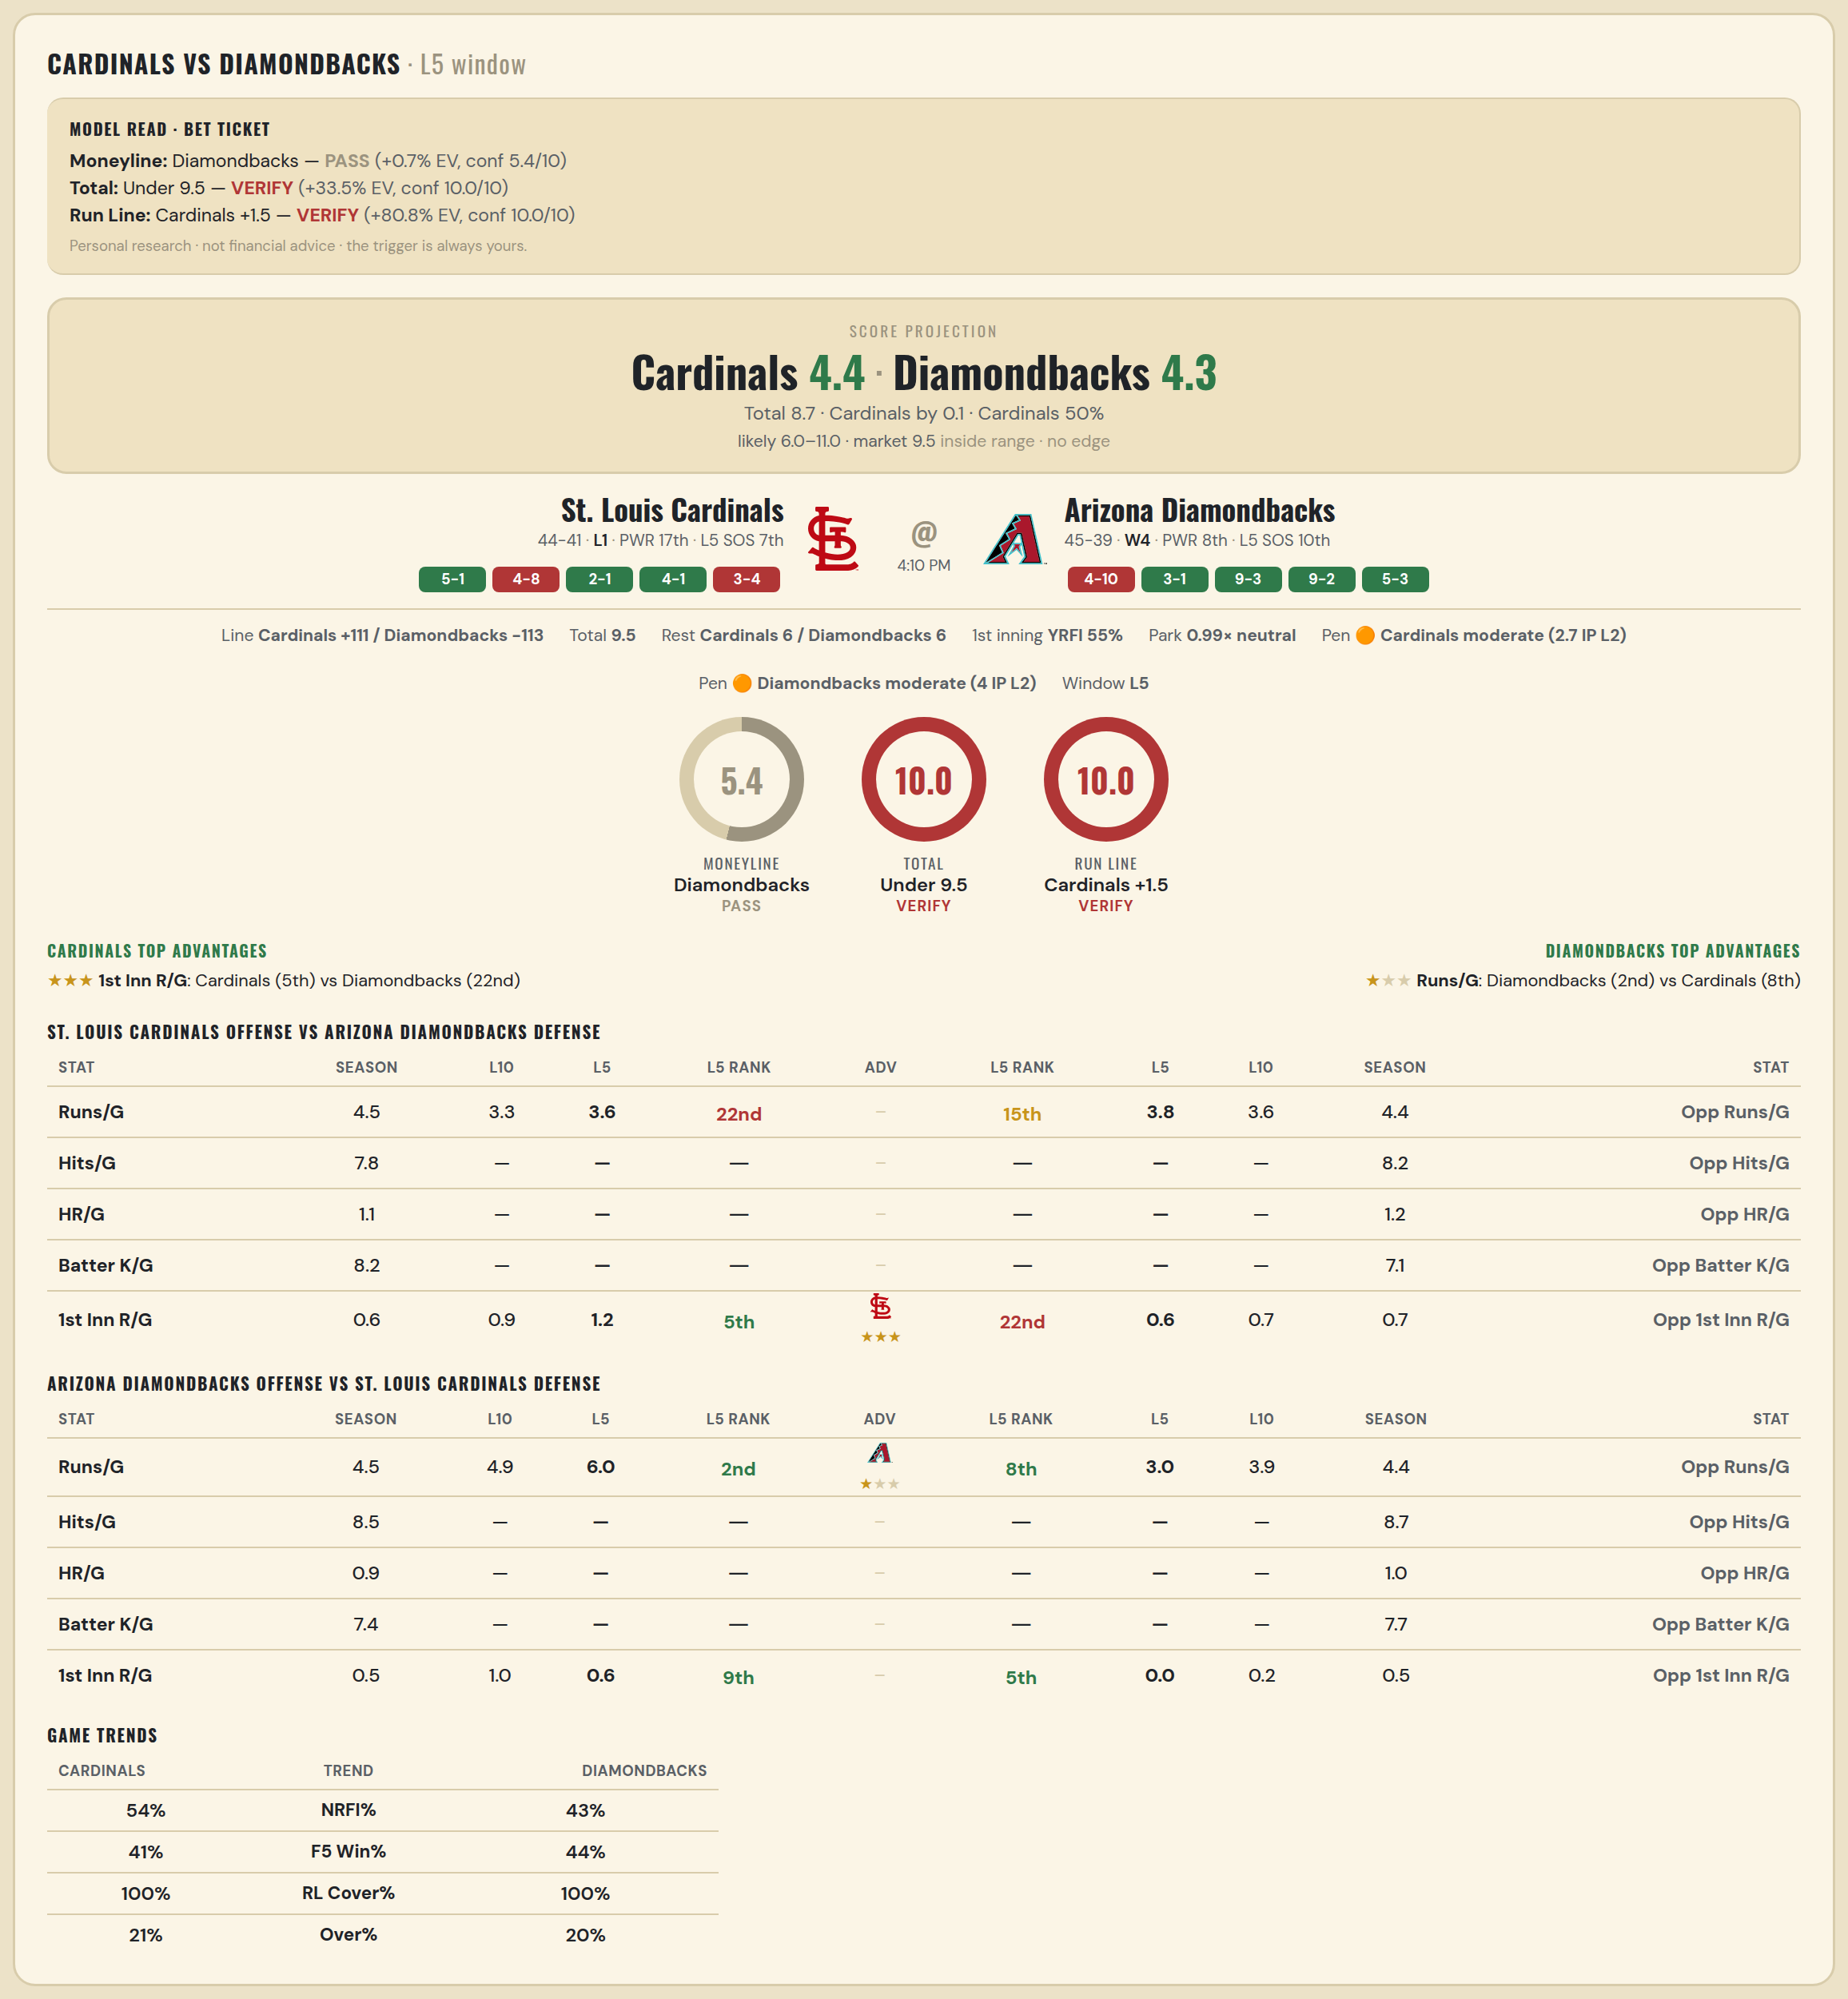 CARDINALS VS DIAMONDBACKS · L5 window
MODEL READ · BET TICKET
Moneyline: Diamondbacks — PASS (+0.7% EV, conf 5.4/10)
Total: Under 9.5 — VERIFY (+33.5% EV, conf 10.0/10)
Run Line: Cardinals +1.5 — VERIFY (+80.8% EV, conf 10.0/10)
Personal research · not financial advice · the trigger is always yours.
SCORE PROJECTION
Cardinals 4.4 · Diamondbacks 4.3
Total 8.7 · Cardinals by 0.1 · Cardinals 50%
likely 6.0–11.0 · market 9.5 inside range · no edge
St. Louis Cardinals @ Arizona Diamondbacks
44-41 · L1 · PWR 17th · L5 SOS 7th 4:10 PM 45-39 · W4 · PWR 8th · L5 SOS 10th
5-1 4-8 2-1 4-1 3-4 4-10 3-1 9-3 9-2 5-3
Line Cardinals +111 / Diamondbacks -113 Total 9.5 Rest Cardinals 6 / Diamondbacks 6 1st inning YRFI 55% Park 0.99× neutral Pen 🟠 Cardinals moderate (2.7 IP L2)
Pen 🟠 Diamondbacks moderate (4 IP L2) Window L5
5.4 10.0 10.0
MONEYLINE TOTAL RUN LINE
Diamondbacks Under 9.5 Cardinals +1.5
PASS VERIFY VERIFY
CARDINALS TOP ADVANTAGES DIAMONDBACKS TOP ADVANTAGES
★★★ 1st Inn R/G: Cardinals (5th) vs Diamondbacks (22nd) ★★★ Runs/G: Diamondbacks (2nd) vs Cardinals (8th)
ST. LOUIS CARDINALS OFFENSE VS ARIZONA DIAMONDBACKS DEFENSE
STAT SEASON L10 L5 L5 RANK ADV L5 RANK L5 L10 SEASON STAT
Runs/G 4.5 3.3 3.6 22nd – 15th 3.8 3.6 4.4 Opp Runs/G
Hits/G 7.8 — — — – — — — 8.2 Opp Hits/G
HR/G 1.1 — — — – — — — 1.2 Opp HR/G
Batter K/G 8.2 — — — – — — — 7.1 Opp Batter K/G
1st Inn R/G 0.6 0.9 1.2 5th ★★★ 22nd 0.6 0.7 0.7 Opp 1st Inn R/G
ARIZONA DIAMONDBACKS OFFENSE VS ST. LOUIS CARDINALS DEFENSE
STAT SEASON L10 L5 L5 RANK ADV L5 RANK L5 L10 SEASON STAT
Runs/G 4.5 4.9 6.0 2nd ★★★ 8th 3.0 3.9 4.4 Opp Runs/G
Hits/G 8.5 — — — – — — — 8.7 Opp Hits/G
HR/G 0.9 — — — – — — — 1.0 Opp HR/G
Batter K/G 7.4 — — — – — — — 7.7 Opp Batter K/G
1st Inn R/G 0.5 1.0 0.6 9th – 5th 0.0 0.2 0.5 Opp 1st Inn R/G
GAME TRENDS
CARDINALS TREND DIAMONDBACKS
54% NRFI% 43%
41% F5 Win% 44%
100% RL Cover% 100%
21% Over% 20%